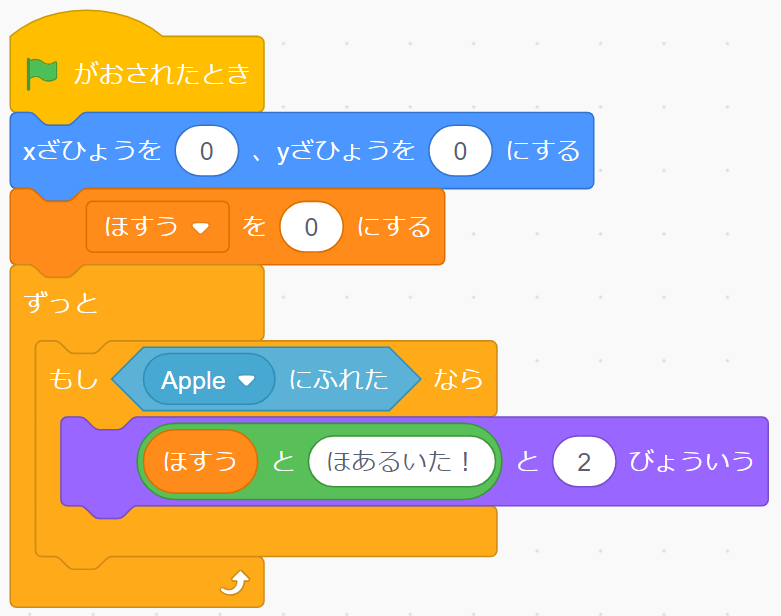 がおされたとき
xざひょうを 0 、yざひょうを 0 にする
ほすう を 0 にする
ずっと
もし Apple にふれた なら
ほすう と ほあるいた！ と 2 びょういう